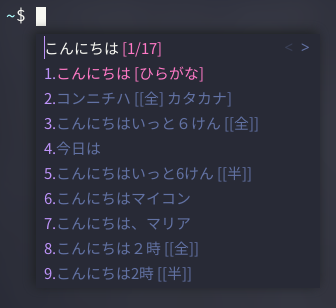 ~$
こんにちは [1/17] < >
1.こんにちは [ひらがな]
2.コンニチハ [[全] カタカナ]
3.こんにちはいっと６けん [[全]]
4.今日は
5.こんにちはいっと6けん [[半]]
6.こんにちはマイコン
7.こんにちは、マリア
8.こんにちは２時 [[全]]
9.こんにちは2時 [[半]]